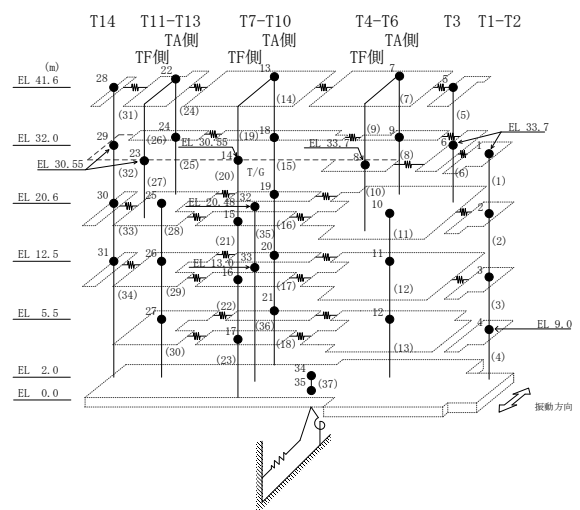 T14 T11-T13 T7-T10 T4-T6 T3 T1-T2
TA側 TA側 TA側
TF側 TF側 TF側
(m)
EL 41.6 28 22 13 7 5
(31) (24) (14) (7) (5)
EL 32.0 29 24 18 9 6 1 EL 33.7
(26) (19) EL 30.55 (9) EL 33.7
EL 30.55 23 14 8
(32) (25) (20) T/G (15) (8) (6) (1)
(27) (10)
EL 20.6 30 25 EL 20.48 32 19 10 2
15
(33) (28) (35) (16) (11) (2)
(21)
EL 12.5 31 26 EL 13.0 33 20 11 3
16
(34) (29) (17) (12) (3)
EL 5.5 27 (22) 21 12 4 EL 9.0
(36)
17
(30) (23) (18) (13) (4)
EL 2.0 34
EL 0.0 35 (37)
振動方向